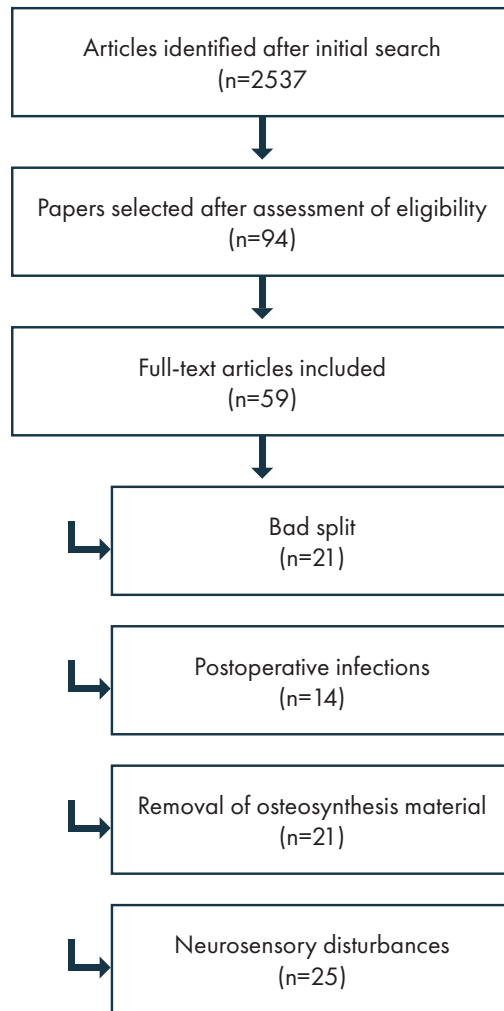 Articles identified after initial search
(n=2537
Papers selected after assessment of eligibility
(n=94)
Full-text articles included
(n=59)
Bad split
(n=21)
Postoperative infections
(n=14)
Removal of osteosynthesis material
(n=21)
Neurosensory disturbances
(n=25)